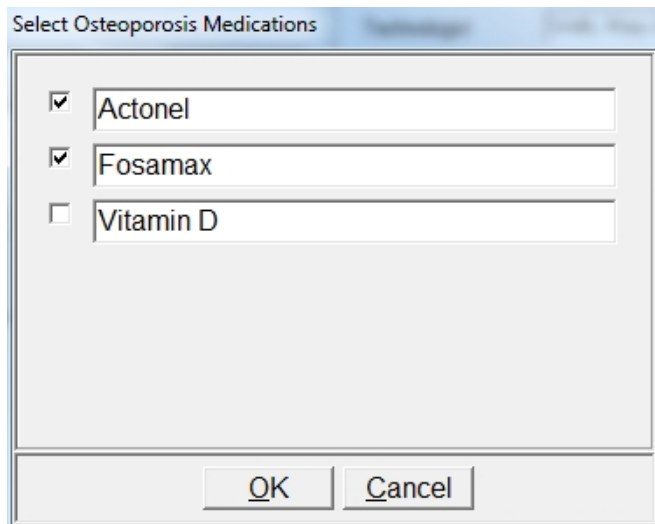 Select Osteoporosis Medications
Actonel
Fosamax
Vitamin D
OK Cancel